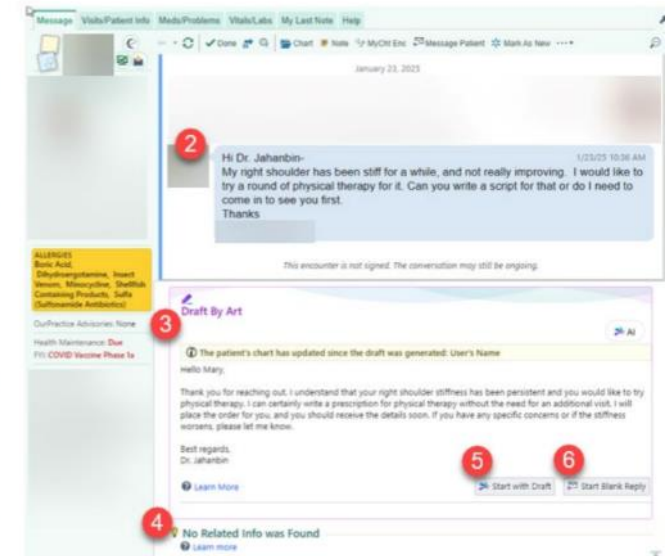 Message Visits/Patient Info Meds/Problems Vitals/Labs My Last Note Help
Done Chart Note MyCht Enc Message Patient Mark As New
January 23, 2025
2
Hi Dr. Jahanbin- 1/23/25 10:36 AM
My right shoulder has been stiff for a while, and not really improving. I would like to
try a round of physical therapy for it. Can you write a script for that or do I need to
come in to see you first.
Thanks
This encounter is not signed. The conversation may still be ongoing.
ALLERGIES
Boric Acid,
Dihydroergotamine, Insect
Venom, Minocycline, Shellfish
Containing Products, Sulfa
(Sulfonamide Antibiotics)
OurPractice Advisories: None
Health Maintenance: Due
FYI: COVID Vaccine Phase 1a
3
Draft By Art
AI
The patient's chart has updated since the draft was generated: User's Name
Hello Mary,
Thank you for reaching out. I understand that your right shoulder stiffness has been persistent and you would like to try
physical therapy. I can certainly write a prescription for physical therapy without the need for an additional visit. I will
place the order for you, and you should receive the details soon. If you have any specific concerns or if the stiffness
worsens, please let me know.
Best regards,
Dr. Jahanbin
5 6
Learn More Start with Draft Start Blank Reply
4
No Related Info was Found
Learn more